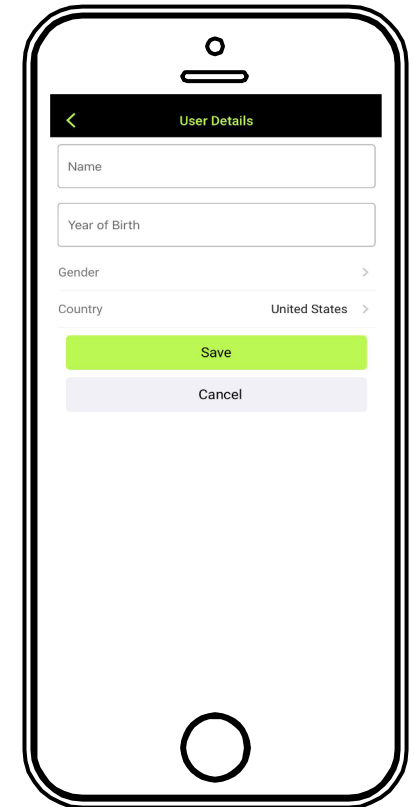 User Details
Name
Year of Birth
Gender
Country United States
Save
Cancel